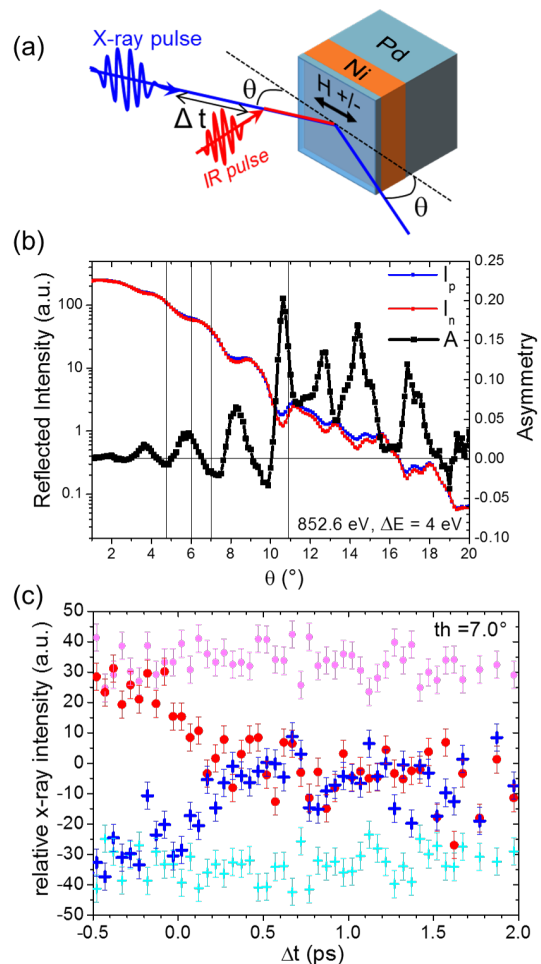 (a)
X-ray pulse
Δ t
θ
IR pulse
Pd
Ni
H +/-
θ
(b)
Reflected Intensity (a.u.)
100
10
1
0.1
I_p
I_n
A
0.25
0.20
0.15
0.10
0.05
0.00
-0.05
-0.10
Asymmetry
852.6 eV, ΔE = 4 eV
2 4 6 8 10 12 14 16 18 20
θ (°)
(c)
relative x-ray intensity (a.u.)
50
40
30
20
10
0
-10
-20
-30
-40
-50
th =7.0°
-0.5 0.0 0.5 1.0 1.5 2.0
Δt (ps)